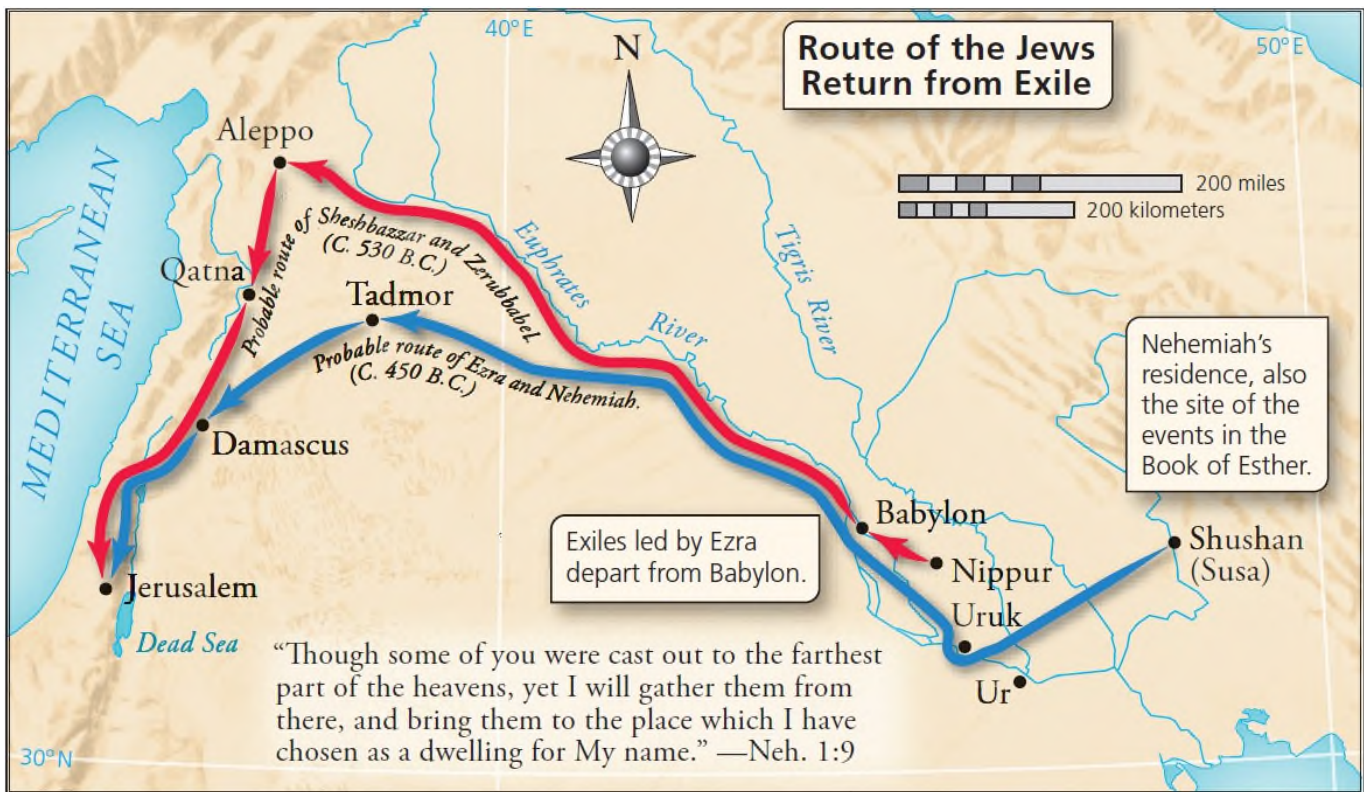 40°E
50°E
N
Route of the Jews
Return from Exile
200 miles
200 kilometers
Aleppo
MEDITERRANEAN
SEA
Qatna
Probable route of Sheshbazzar and Zerubbabel
(C. 530 B.C.)
Euphrates
River
Tigris River
Tadmor
Probable route of Ezra and Nehemiah.
(C. 450 B.C.)
Nehemiah's
residence, also
the site of the
events in the
Book of Esther.
Damascus
Babylon
Exiles led by Ezra
depart from Babylon.
Shushan
(Susa)
Nippur
Jerusalem
Uruk
Dead Sea
Ur
“Though some of you were cast out to the farthest
part of the heavens, yet I will gather them from
there, and bring them to the place which I have
chosen as a dwelling for My name.” —Neh. 1:9
30°N